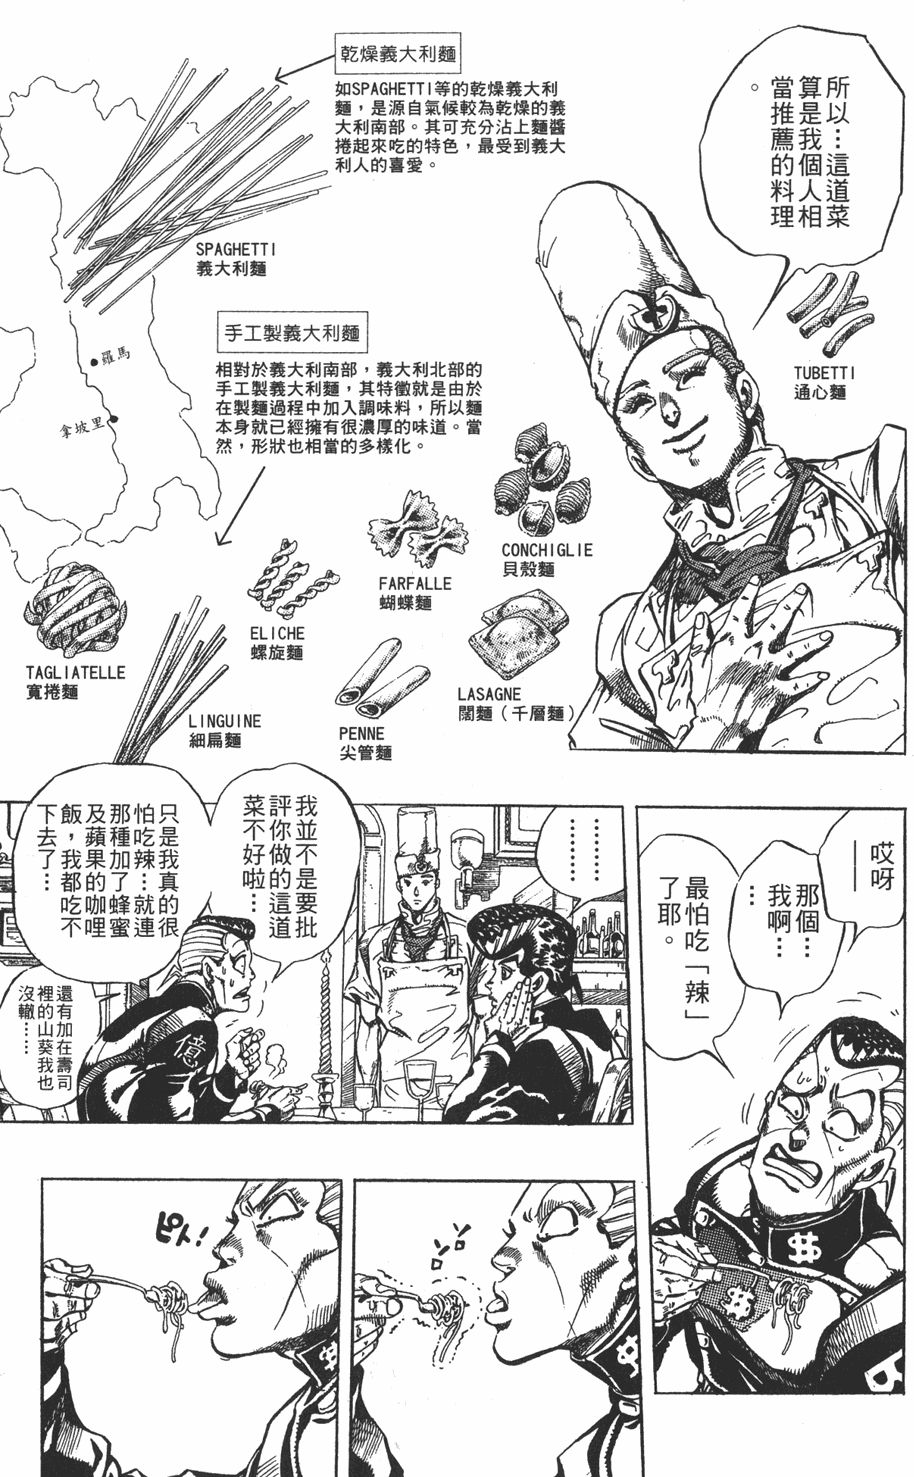 所以…這道菜
算是我個人相
當推薦的料理
。
乾燥義大利麵
如SPAGHETTI等的乾燥義大利
麵，是源自氣候較為乾燥的義
大利南部。其可充分沾上麵醬
捲起來吃的特色，最受到義大
利人的喜愛。
SPAGHETTI
義大利麵
TUBETTI
通心麵
手工製義大利麵
相對於義大利南部，義大利北部的
手工製義大利麵，其特徵就是由於
在製麵過程中加入調味料，所以麵
本身就已經擁有很濃厚的味道。當
然，形狀也相當的多樣化。
羅馬
拿坡里
CONCHIGLIE
貝殼麵
FARFALLE
蝴蝶麵
ELICHE
螺旋麵
TAGLIATELLE
寬捲麵
LASAGNE
闊麵（千層麵）
LINGUINE
細扁麵
PENNE
尖管麵
哎呀
——
那個…
我啊…
…
最怕吃「辣」
了耶。
………
我並不是要批
評你做的這道
菜不好啦…
只是我真的很
怕吃辣…就連
那種加了蜂蜜
及蘋果的咖哩
飯，我都吃不
下去了…
還有加在壽司
裡的山葵我也
沒轍……
億
$
$
ソロ
ソロ
$
ピト!
$